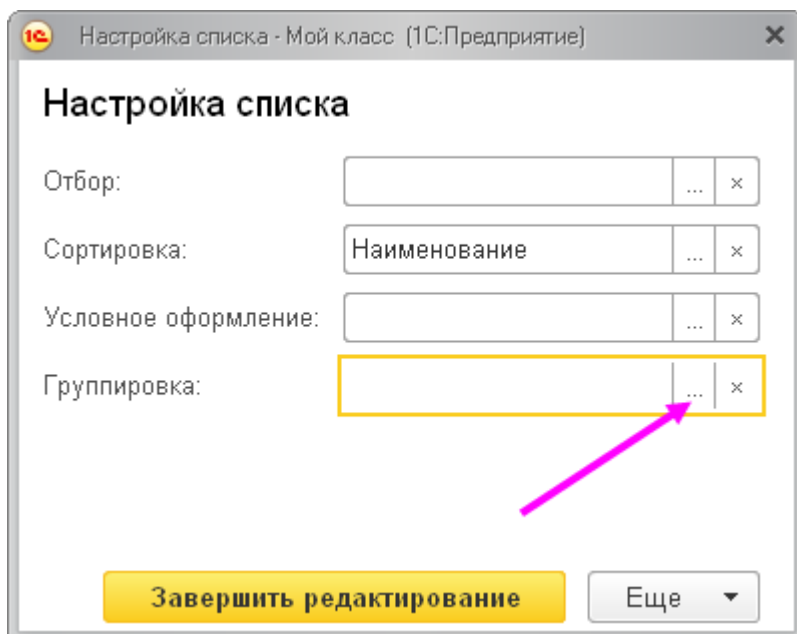 1С Настройка списка - Мой класс (1С:Предприятие) ×
Настройка списка
Отбор: ... ×
Сортировка: Наименование ... ×
Условное оформление: ... ×
Группировка: ... ×
Завершить редактирование Еще